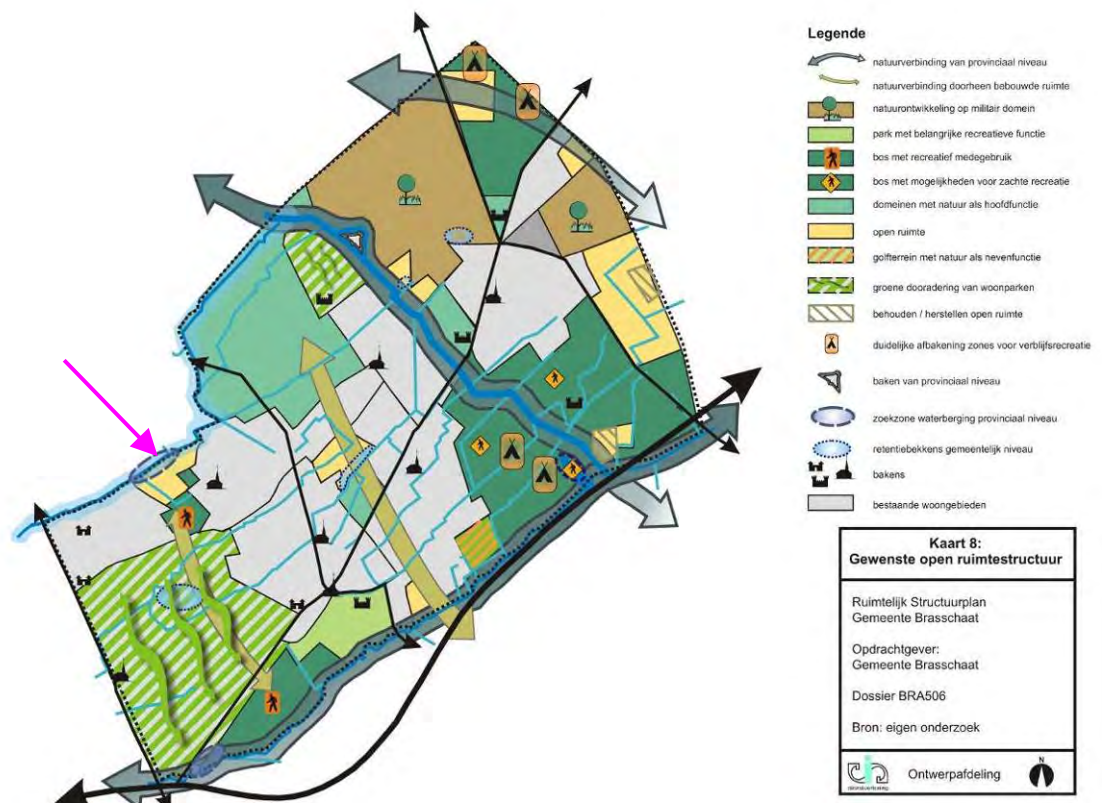 Legende
natuurverbinding van provinciaal niveau
natuurverbinding doorheen bebouwde ruimte
natuurontwikkeling op militair domein
park met belangrijke recreatieve functie
bos met recreatief medegebruik
bos met mogelijkheden voor zachte recreatie
domeinen met natuur als hoofdfunctie
open ruimte
golfterrein met natuur als nevenfunctie
groene dooradering van woonparken
behouden / herstellen open ruimte
duidelijke afbakening zones voor verblijfsrecreatie
baken van provinciaal niveau
zoekzone waterberging provinciaal niveau
retentiebekkens gemeentelijk niveau
bakens
bestaande woongebieden
Kaart 8:
Gewenste open ruimtestructuur
Ruimtelijk Structuurplan
Gemeente Brasschaat
Opdrachtgever:
Gemeente Brasschaat
Dossier BRA506
Bron: eigen onderzoek
Ontwerpafdeling
N